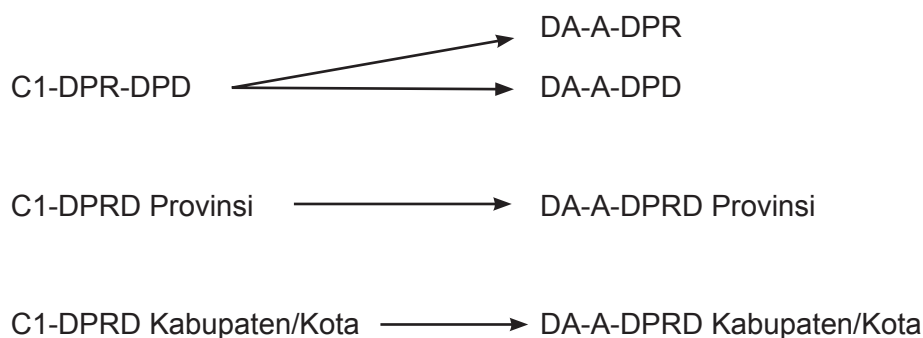 DA-A-DPR
C1-DPR-DPD
DA-A-DPD
C1-DPRD Provinsi
DA-A-DPRD Provinsi
C1-DPRD Kabupaten/Kota
DA-A-DPRD Kabupaten/Kota